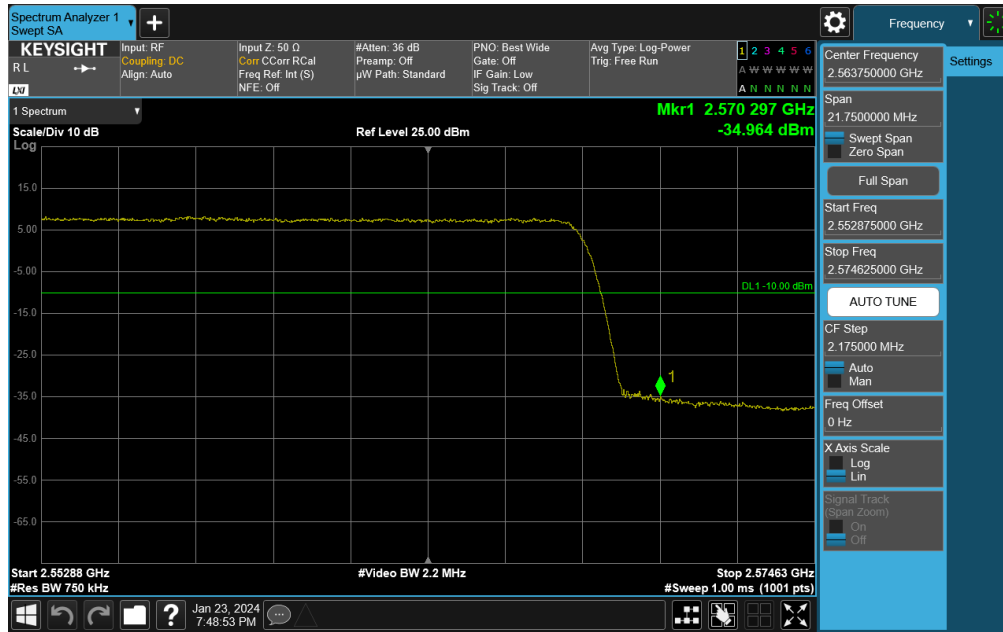 Spectrum Analyzer 1
Swept SA
+
Frequency
KEYSIGHT
R L
LXI
Input: RF
Coupling: DC
Align: Auto
Input Z: 50 Ω
Corr CCorr RCal
Freq Ref: Int (S)
NFE: Off
#Atten: 36 dB
Preamp: Off
µW Path: Standard
PNO: Best Wide
Gate: Off
IF Gain: Low
Sig Track: Off
Avg Type: Log-Power
Trig: Free Run
1 2 3 4 5 6
A W W W W W
A N N N N N
1 Spectrum
Scale/Div 10 dB
Log
Ref Level 25.00 dBm
Mkr1 2.570 297 GHz
-34.964 dBm
15.0
5.00
-5.00
DL1 -10.00 dBm
-15.0
-25.0
1
-35.0
-45.0
-55.0
-65.0
Start 2.55288 GHz
#Res BW 750 kHz
#Video BW 2.2 MHz
Stop 2.57463 GHz
#Sweep 1.00 ms (1001 pts)
?
Jan 23, 2024
7:48:53 PM
Center Frequency
2.563750000 GHz
Settings
Span
21.7500000 MHz
Swept Span
Zero Span
Full Span
Start Freq
2.552875000 GHz
Stop Freq
2.574625000 GHz
AUTO TUNE
CF Step
2.175000 MHz
Auto
Man
Freq Offset
0 Hz
X Axis Scale
Log
Lin
Signal Track
(Span Zoom)
On
Off